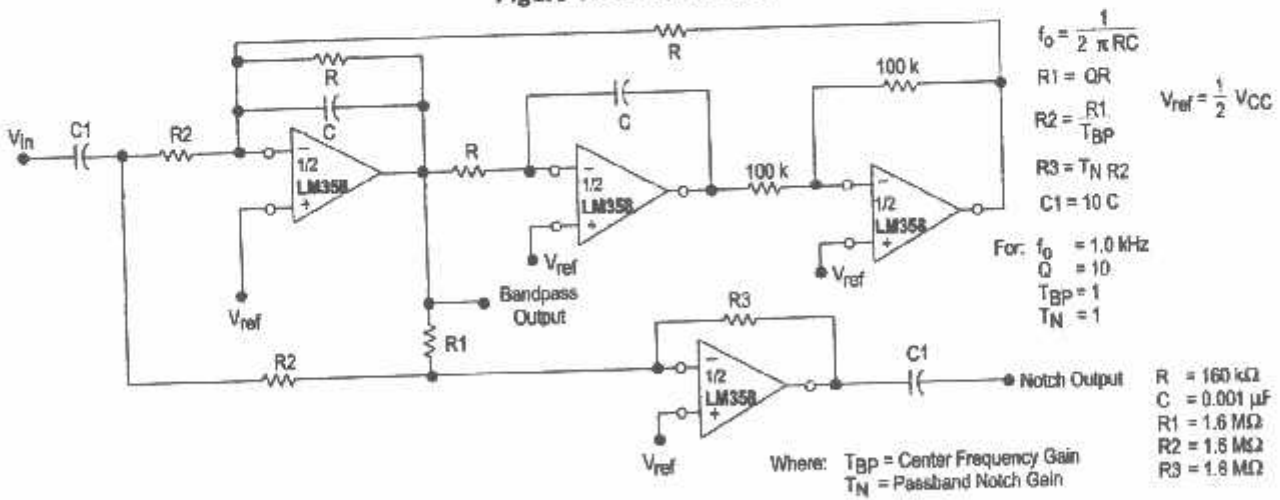 Figure
R
R
C
100 k
C
V_in
C1
R2
−
1/2
LM358
+
R
−
1/2
LM358
+
100 k
−
1/2
LM358
+
V_ref
V_ref
V_ref
Bandpass
Output
R1
R2
R3
−
1/2
LM358
+
V_ref
C1
Notch Output
f_o = 1 / 2 π RC
R1 = QR
R2 = R1 / T_BP
R3 = T_N R2
C1 = 10 C
V_ref = 1/2 V_CC
For: f_o = 1.0 kHz
Q = 10
T_BP = 1
T_N = 1
R = 160 kΩ
C = 0.001 µF
R1 = 1.6 MΩ
R2 = 1.6 MΩ
R3 = 1.6 MΩ
Where: T_BP = Center Frequency Gain
T_N = Passband Notch Gain